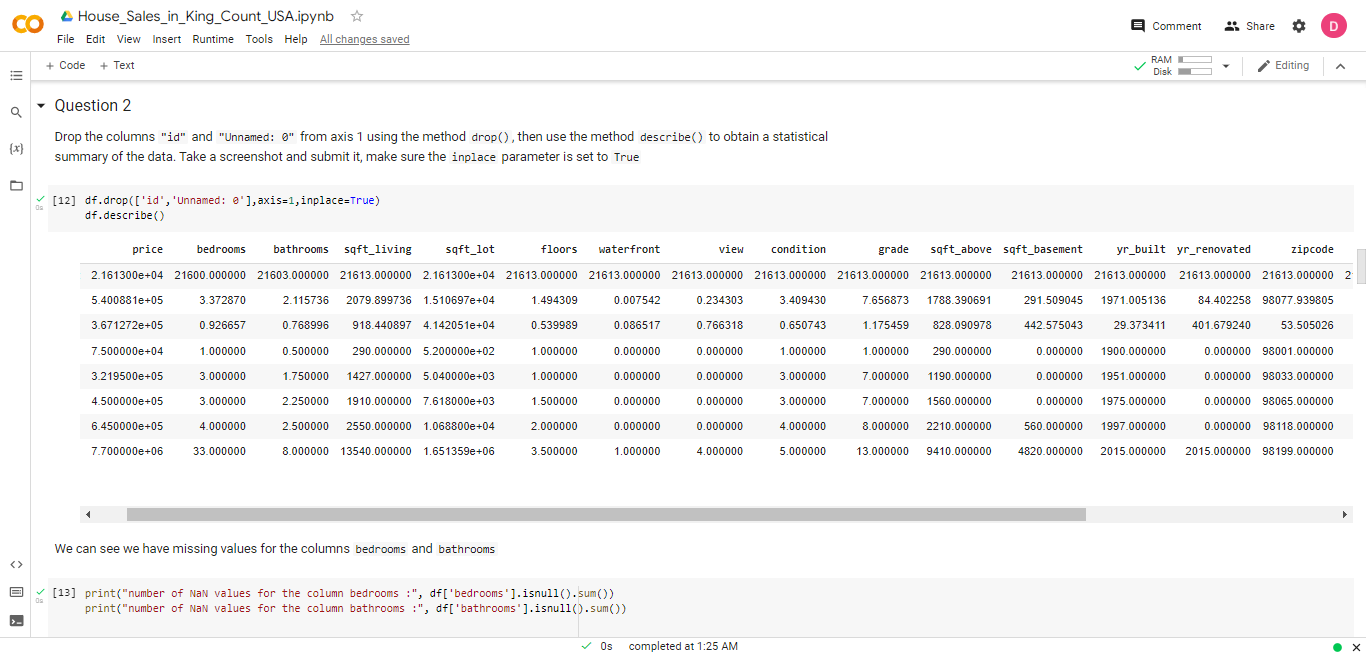 House_Sales_in_King_Count_USA.ipynb
Comment Share D
File Edit View Insert Runtime Tools Help All changes saved
+ Code + Text
RAM
Disk
Editing
Question 2
Drop the columns "id" and "Unnamed: 0" from axis 1 using the method drop(), then use the method describe() to obtain a statistical
summary of the data. Take a screenshot and submit it, make sure the inplace parameter is set to True
{x}
[12] df.drop(['id','Unnamed: 0'],axis=1,inplace=True)
0s
df.describe()
price bedrooms bathrooms sqft_living sqft_lot floors waterfront view condition grade sqft_above sqft_basement yr_built yr_renovated zipcode
2.161300e+04 21600.000000 21603.000000 21613.000000 2.161300e+04 21613.000000 21613.000000 21613.000000 21613.000000 21613.000000 21613.000000 21613.000000 21613.000000 21613.000000 21613.000000 2
5.400881e+05 3.372870 2.115736 2079.899736 1.510697e+04 1.494309 0.007542 0.234303 3.409430 7.656873 1788.390691 291.509045 1971.005136 84.402258 98077.939805
3.671272e+05 0.926657 0.768996 918.440897 4.142051e+04 0.539989 0.086517 0.766318 0.650743 1.175459 828.090978 442.575043 29.373411 401.679240 53.505026
7.500000e+04 1.000000 0.500000 290.000000 5.200000e+02 1.000000 0.000000 0.000000 1.000000 1.000000 290.000000 0.000000 1900.000000 0.000000 98001.000000
3.219500e+05 3.000000 1.750000 1427.000000 5.040000e+03 1.000000 0.000000 0.000000 3.000000 7.000000 1190.000000 0.000000 1951.000000 0.000000 98033.000000
4.500000e+05 3.000000 2.250000 1910.000000 7.618000e+03 1.500000 0.000000 0.000000 3.000000 7.000000 1560.000000 0.000000 1975.000000 0.000000 98065.000000
6.450000e+05 4.000000 2.500000 2550.000000 1.068800e+04 2.000000 0.000000 0.000000 4.000000 8.000000 2210.000000 560.000000 1997.000000 0.000000 98118.000000
7.700000e+06 33.000000 8.000000 13540.000000 1.651359e+06 3.500000 1.000000 4.000000 5.000000 13.000000 9410.000000 4820.000000 2015.000000 2015.000000 98199.000000
We can see we have missing values for the columns bedrooms and bathrooms
[13] print("number of NaN values for the column bedrooms :", df['bedrooms'].isnull().sum())
0s
print("number of NaN values for the column bathrooms :", df['bathrooms'].isnull().sum())
0s completed at 1:25 AM